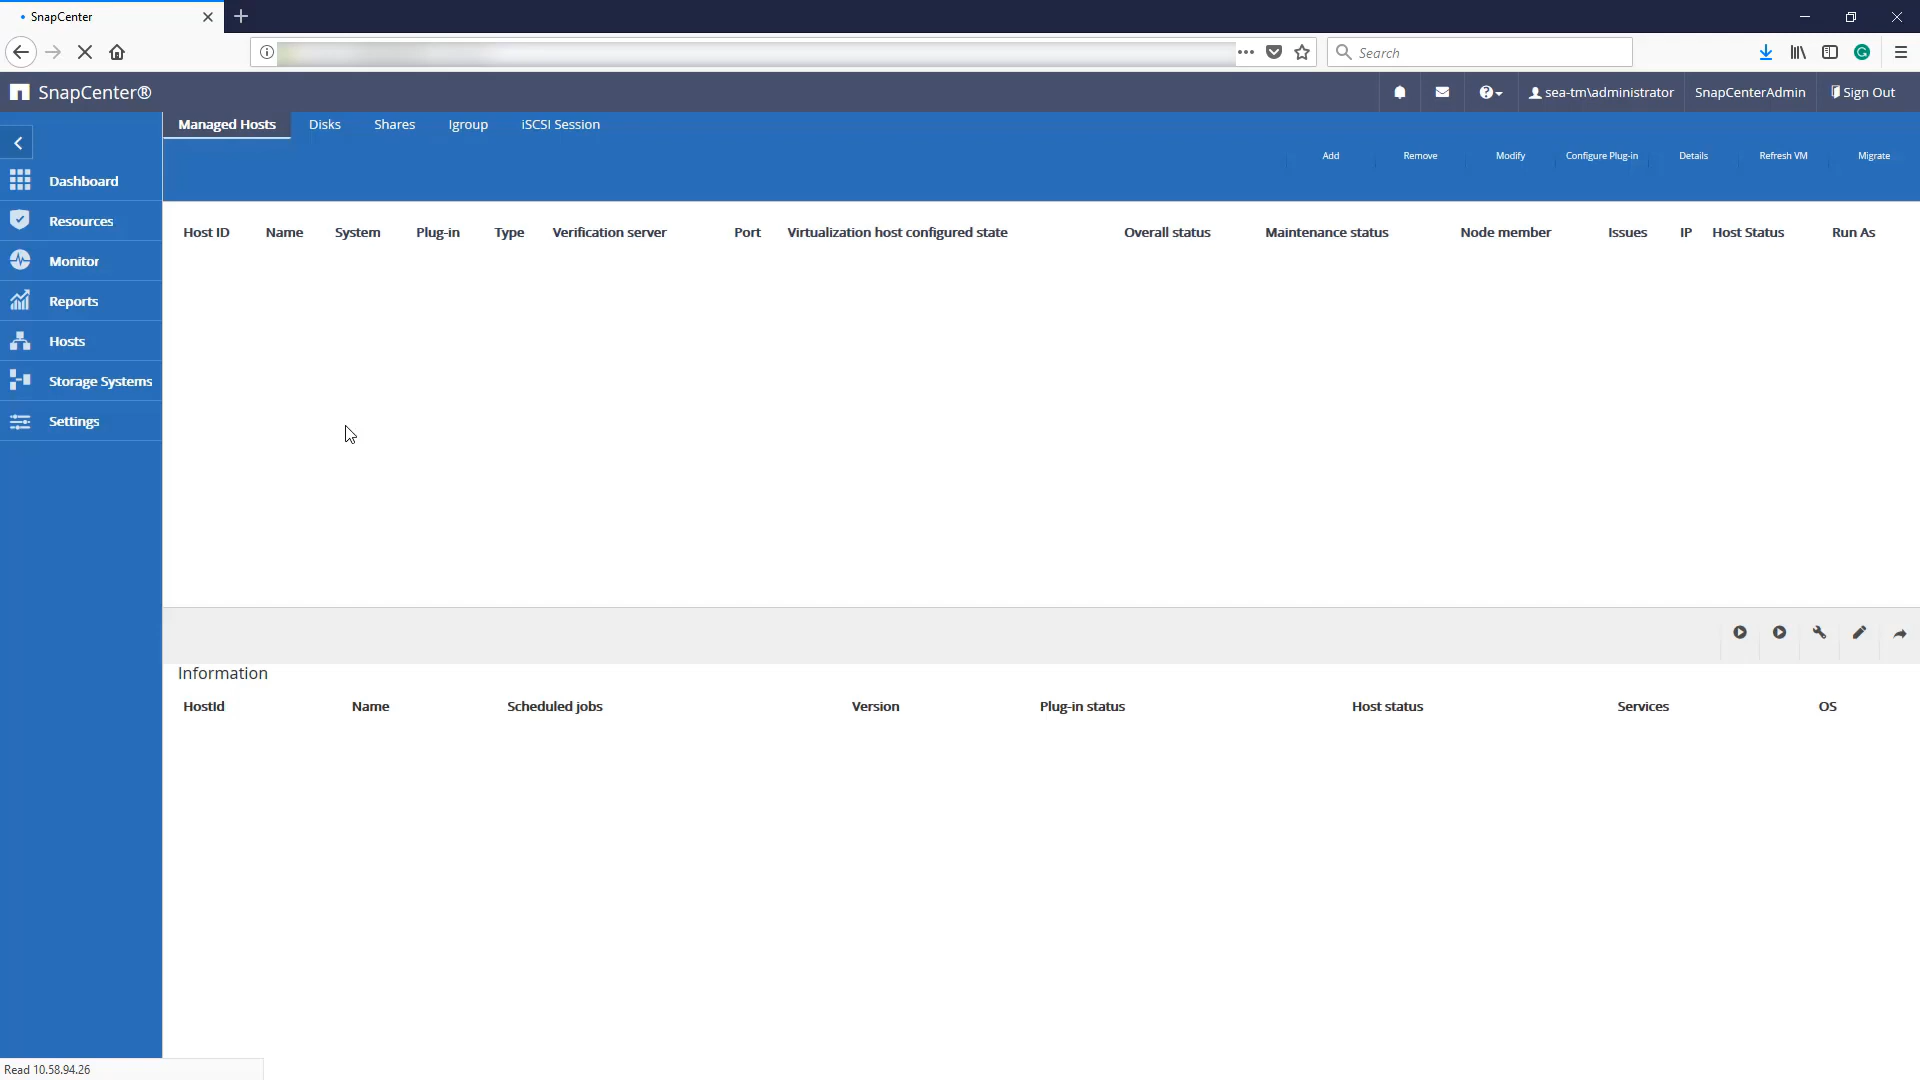 SnapCenter
Search
SnapCenter®
sea-tm\administrator
SnapCenterAdmin
Sign Out
Managed Hosts
Disks
Shares
Igroup
iSCSI Session
Add
Remove
Modify
Configure Plug-in
Details
Refresh VM
Migrate
Dashboard
Resources
Monitor
Reports
Hosts
Storage Systems
Settings
Host ID
Name
System
Plug-in
Type
Verification server
Port
Virtualization host configured state
Overall status
Maintenance status
Node member
Issues
IP
Host Status
Run As
Information
HostId
Name
Scheduled jobs
Version
Plug-in status
Host status
Services
OS
Read 10.58.94.26